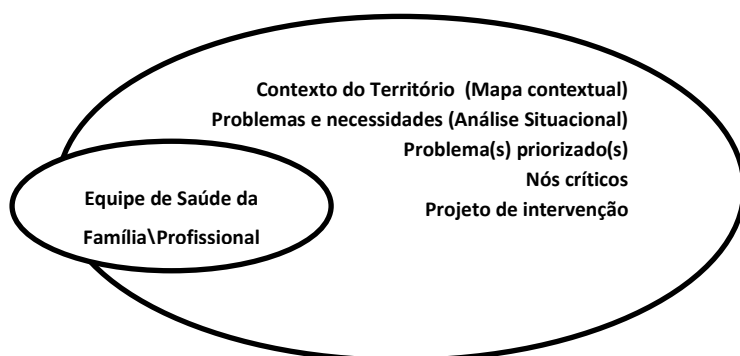 Contexto do Território (Mapa contextual)
Problemas e necessidades (Análise Situacional)
Problema(s) priorizado(s)
Nós críticos
Projeto de intervenção
Equipe de Saúde da
Família\Profissional